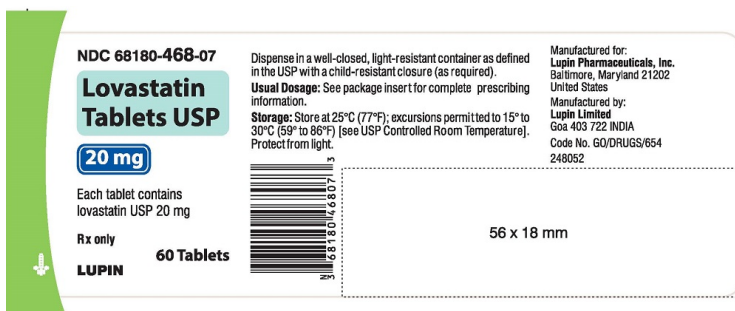 NDC 68180-468-07
Lovastatin
Tablets USP
20 mg
Each tablet contains
lovastatin USP 20 mg
Rx only
60 Tablets
LUPIN
Dispense in a well-closed, light-resistant container as defined
in the USP with a child-resistant closure (as required).
Usual Dosage: See package insert for complete prescribing
information.
Storage: Store at 25°C (77°F); excursions permitted to 15° to
30°C (59° to 86°F) [see USP Controlled Room Temperature].
Protect from light.
N
3 68180 46807 3
Manufactured for:
Lupin Pharmaceuticals, Inc.
Baltimore, Maryland 21202
United States
Manufactured by:
Lupin Limited
Goa 403 722 INDIA
Code No. GO/DRUGS/654
248052
56 x 18 mm